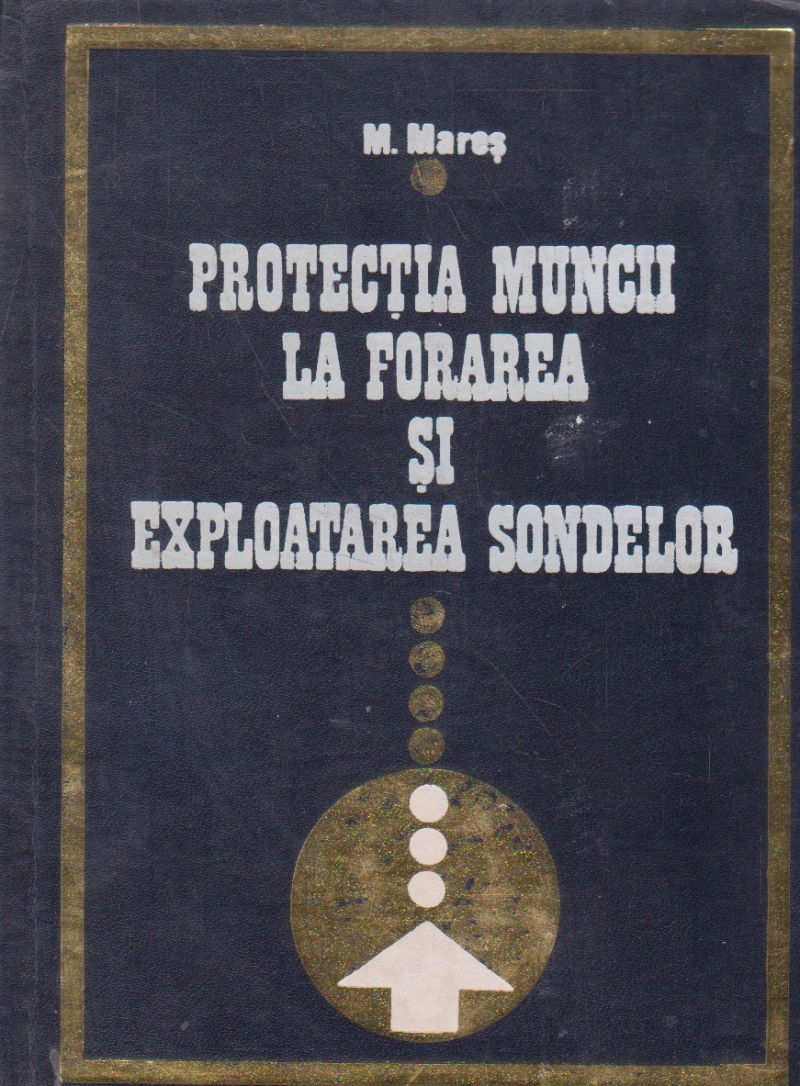 M. Mareș
PROTECȚIA MUNCII
LA FORAREA
ȘI
EXPLOATAREA SONDELOR